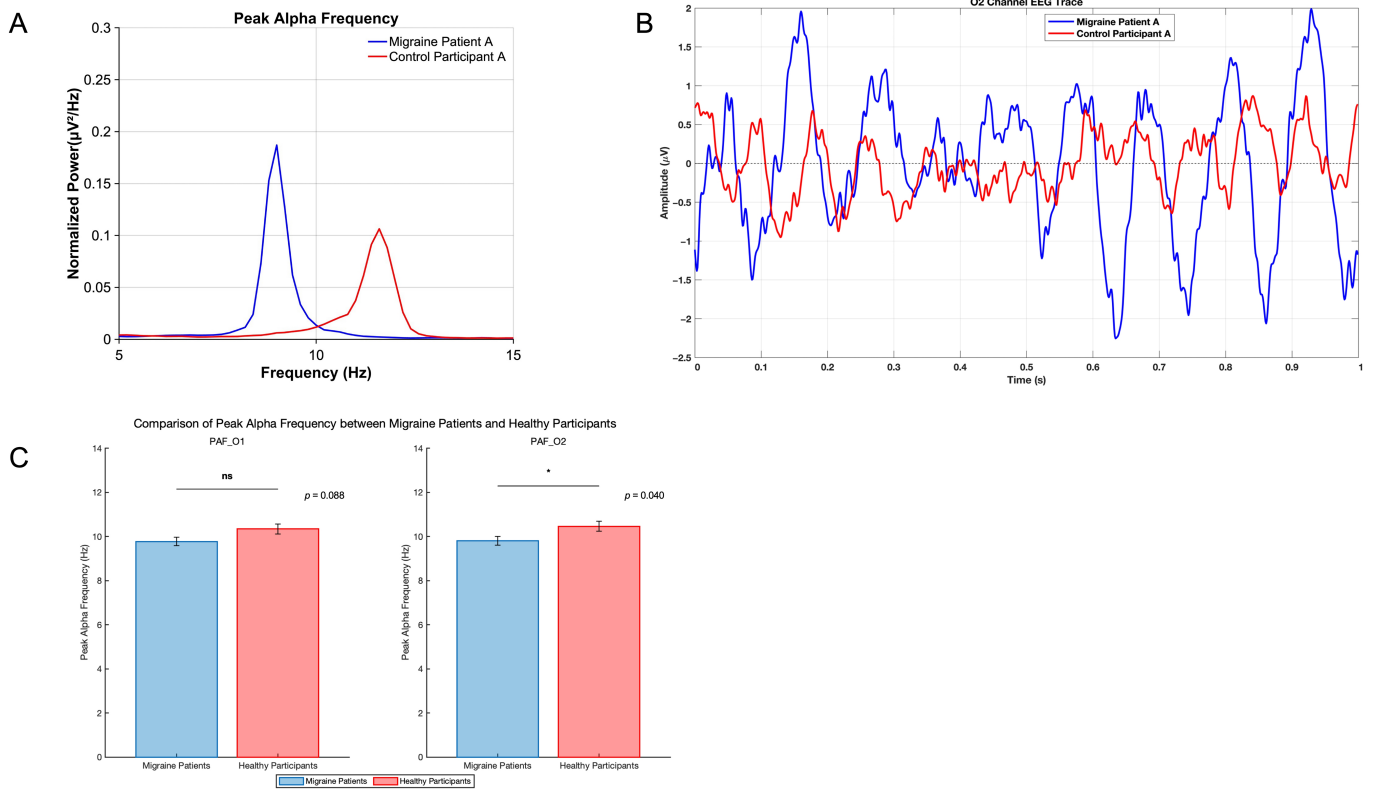 A
Peak Alpha Frequency
Normalized Power(µV²/Hz)
0.3
0.25
0.2
0.15
0.1
0.05
0
5
10
15
Frequency (Hz)
Migraine Patient A
Control Participant A
B
O2 Channel EEG Trace
Migraine Patient A
Control Participant A
Amplitude (µV)
2
1.5
1
0.5
0
−0.5
−1
−1.5
−2
−2.5
0
0.1
0.2
0.3
0.4
0.5
0.6
0.7
0.8
0.9
1
Time (s)
C
Comparison of Peak Alpha Frequency between Migraine Patients and Healthy Participants
PAF_O1
Peak Alpha Frequency (Hz)
14
12
10
8
6
4
2
0
ns
p = 0.088
Migraine Patients
Healthy Participants
PAF_O2
Peak Alpha Frequency (Hz)
14
12
10
8
6
4
2
0
*
p = 0.040
Migraine Patients
Healthy Participants
Migraine Patients
Healthy Participants